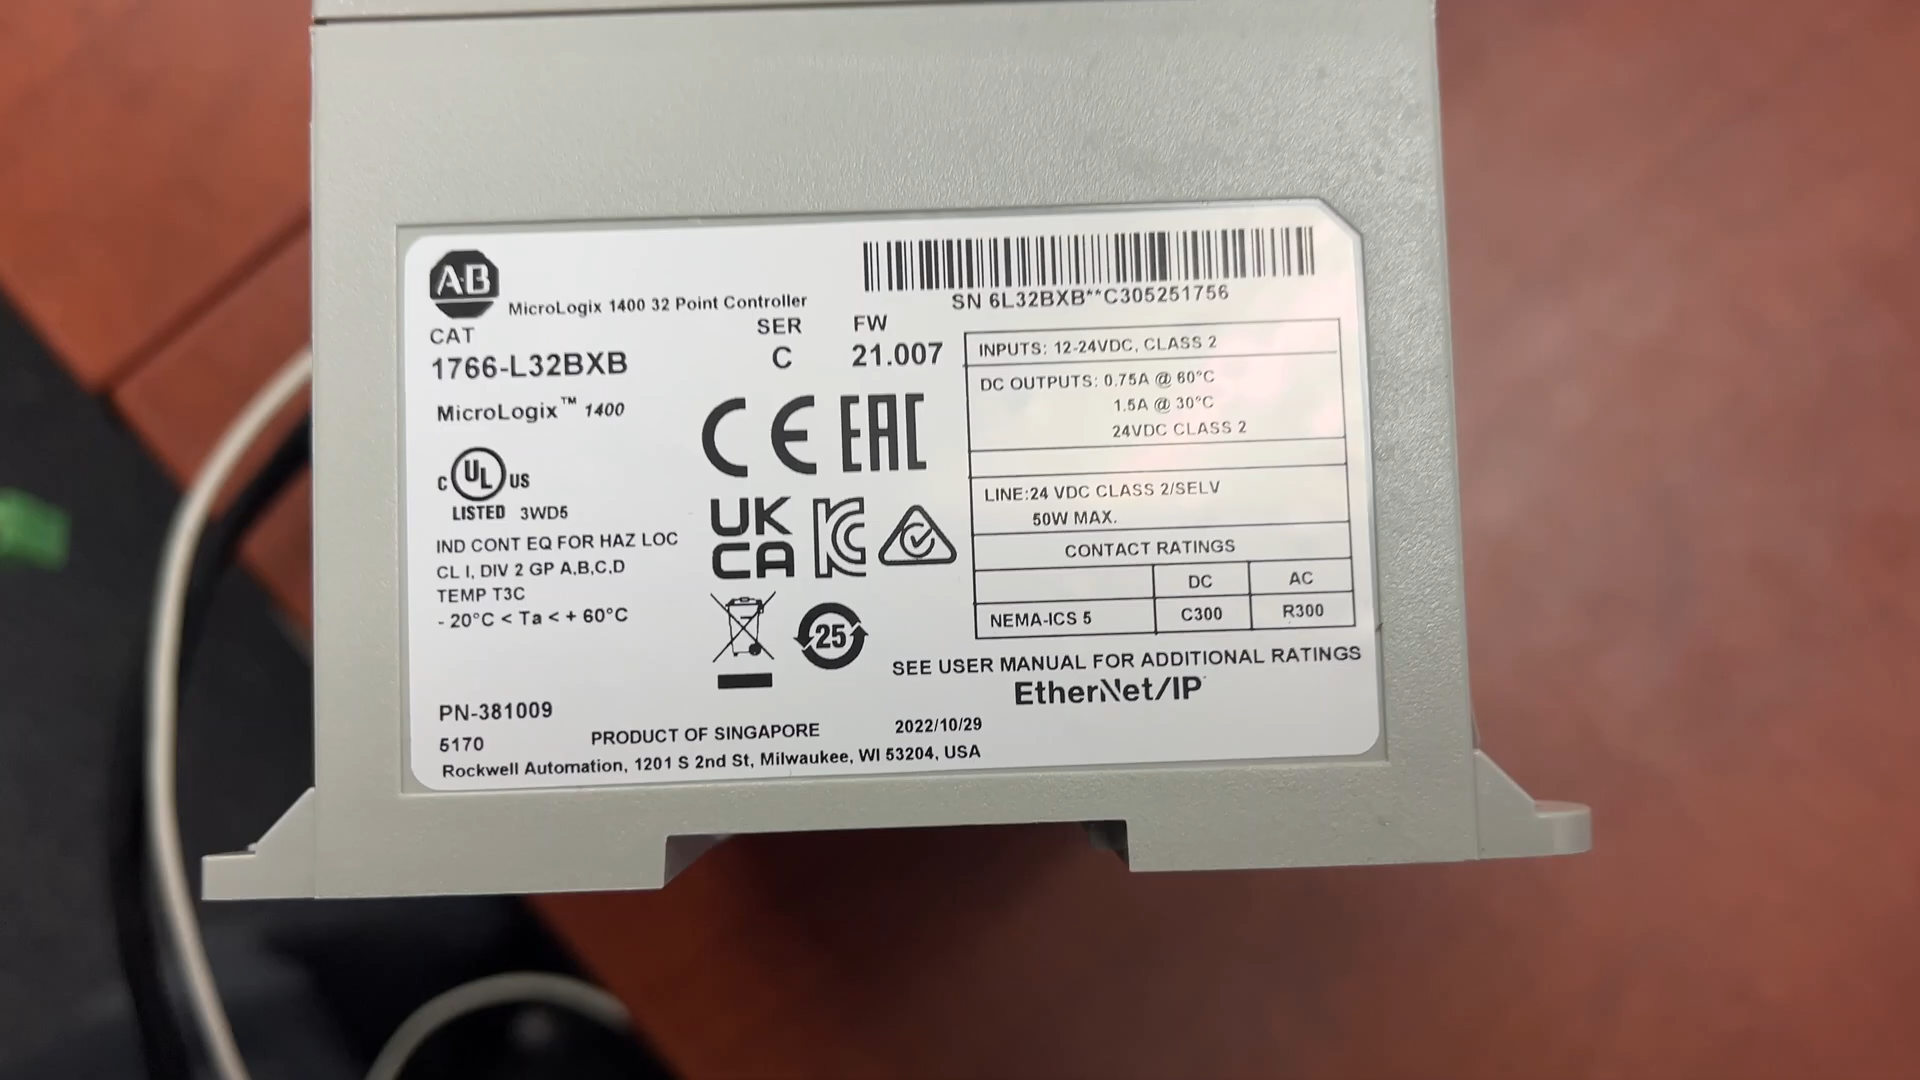 A·B
MicroLogix 1400 32 Point Controller
SN 6L32BXB**C305251756
CAT
SER
FW
1766-L32BXB
C
21.007
MicroLogix™ 1400
CE EAC
C UL US
LISTED 3WD5
UK
CA
IND CONT EQ FOR HAZ LOC
CL I, DIV 2 GP A,B,C,D
TEMP T3C
- 20°C < Ta < + 60°C
25
INPUTS: 12-24VDC, CLASS 2
DC OUTPUTS: 0.75A @ 60°C
1.5A @ 30°C
24VDC CLASS 2
LINE:24 VDC CLASS 2/SELV
50W MAX.
CONTACT RATINGS
DC AC
NEMA-ICS 5 C300 R300
SEE USER MANUAL FOR ADDITIONAL RATINGS
EtherNet/IP
PN-381009
5170
PRODUCT OF SINGAPORE
2022/10/29
Rockwell Automation, 1201 S 2nd St, Milwaukee, WI 53204, USA